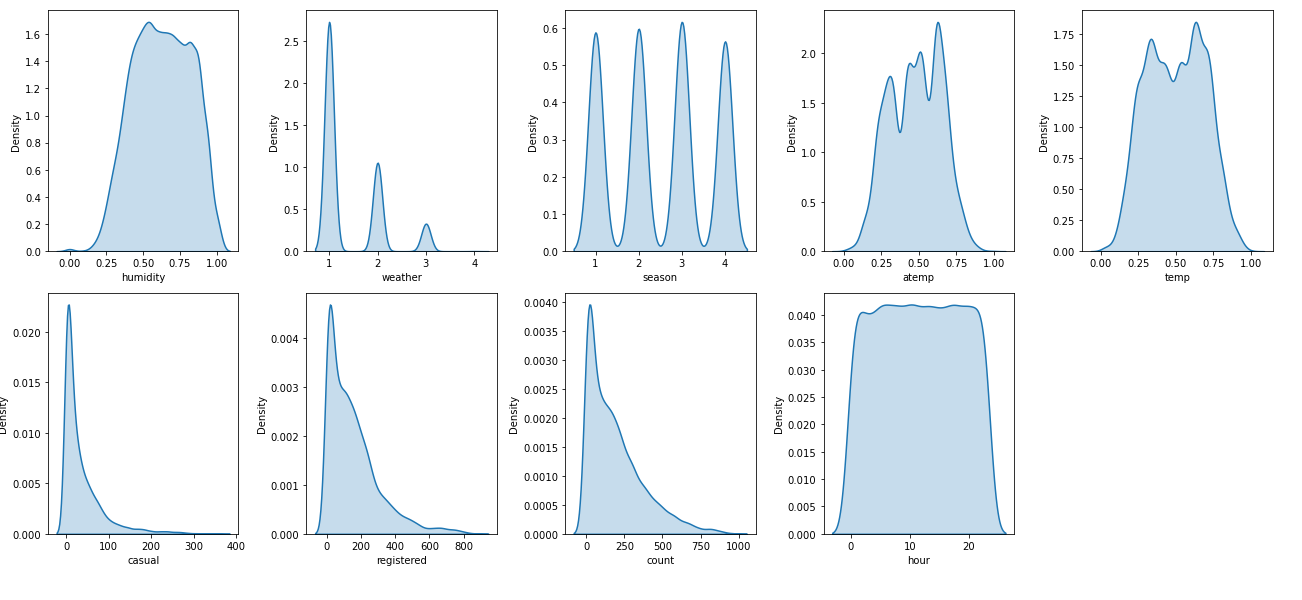 Density
1.6
1.4
1.2
1.0
0.8
0.6
0.4
0.2
0.0
0.00 0.25 0.50 0.75 1.00
humidity
Density
2.5
2.0
1.5
1.0
0.5
0.0
1 2 3 4
weather
Density
0.6
0.5
0.4
0.3
0.2
0.1
0.0
1 2 3 4
season
Density
2.0
1.5
1.0
0.5
0.0
0.00 0.25 0.50 0.75 1.00
atemp
Density
1.75
1.50
1.25
1.00
0.75
0.50
0.25
0.00
0.00 0.25 0.50 0.75 1.00
temp
Density
0.020
0.015
0.010
0.005
0.000
0 100 200 300 400
casual
Density
0.004
0.003
0.002
0.001
0.000
0 200 400 600 800
registered
Density
0.0040
0.0035
0.0030
0.0025
0.0020
0.0015
0.0010
0.0005
0.0000
0 250 500 750 1000
count
Density
0.040
0.035
0.030
0.025
0.020
0.015
0.010
0.005
0.000
0 10 20
hour